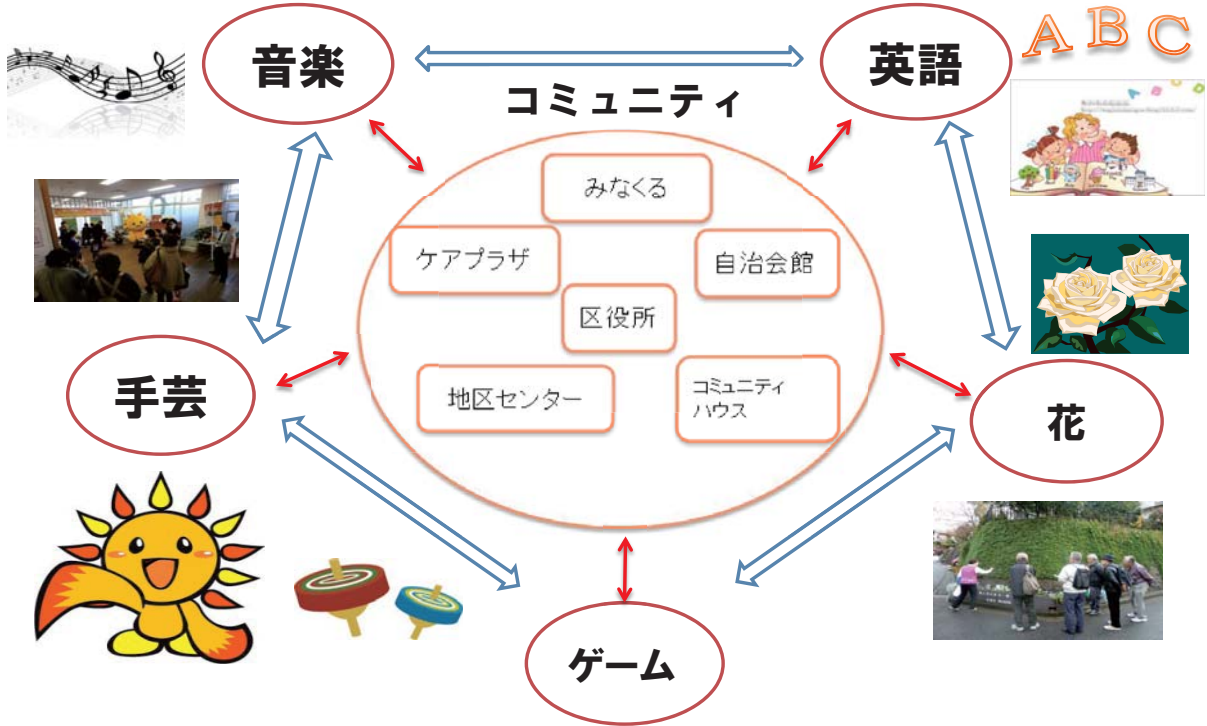 音楽
英語
A B C
コミュニティ
みなくる
ケアプラザ
自治会館
区役所
地区センター
コミュニティ
ハウス
手芸
花
ゲーム